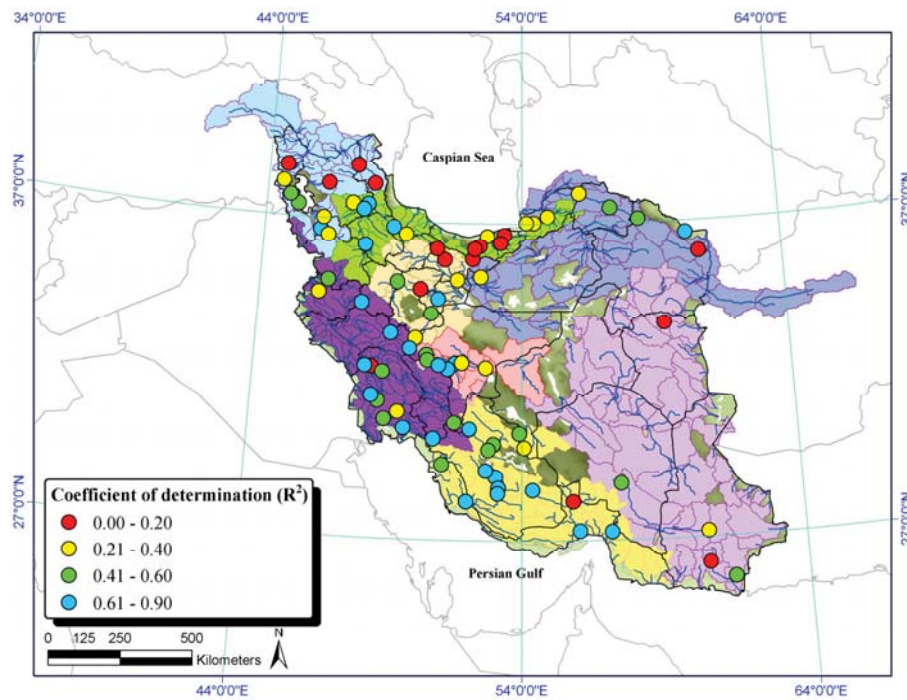 34°0'0"E
44°0'0"E
54°0'0"E
64°0'0"E
37°0'0"N
37°0'0"N
Caspian Sea
27°0'0"N
27°0'0"N
Persian Gulf
Coefficient of determination (R²)
0.00 - 0.20
0.21 - 0.40
0.41 - 0.60
0.61 - 0.90
0 125 250 500
Kilometers
N
44°0'0"E
54°0'0"E
64°0'0"E